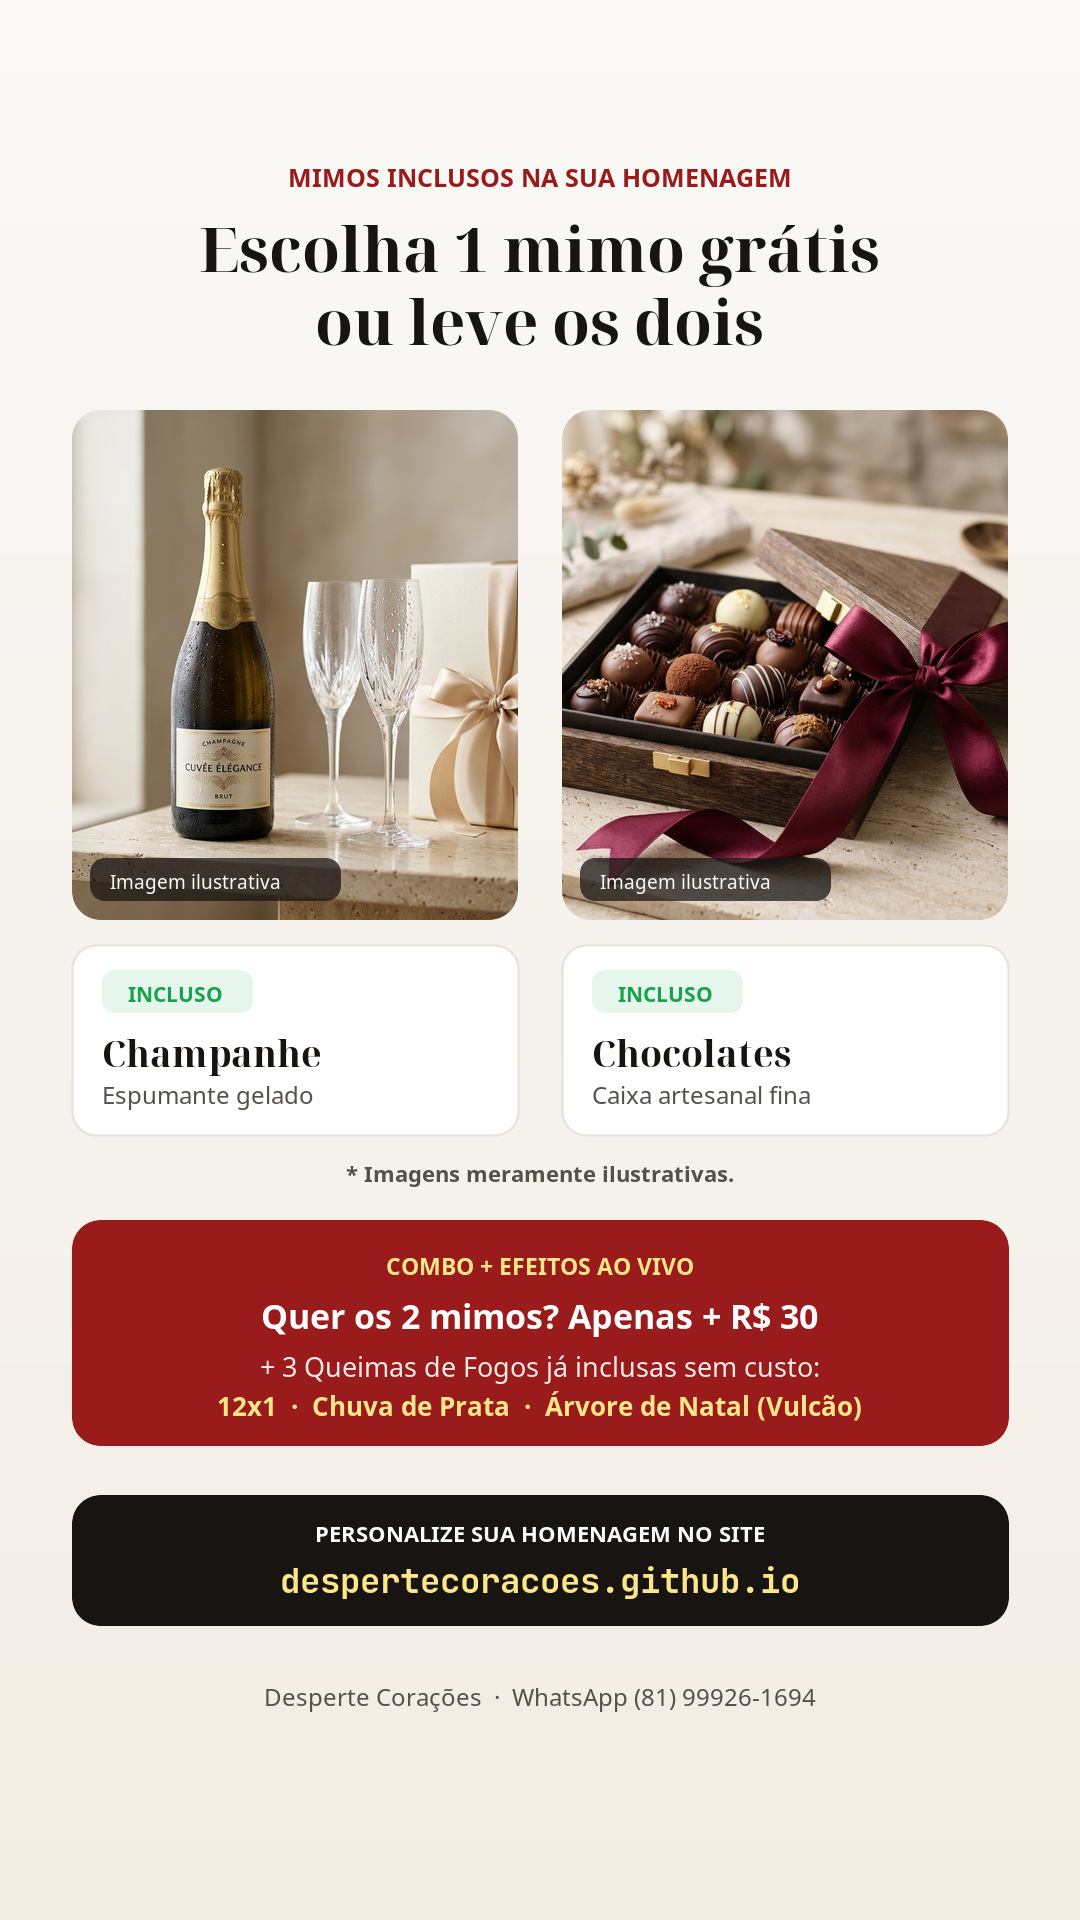 MIMOS INCLUSOS NA SUA HOMENAGEM
Escolha 1 mimo grátis
ou leve os dois
CHAMPAGNE
CUVÉE ÉLÉGANCE
BRUT
Imagem ilustrativa
Imagem ilustrativa
INCLUSO
Champanhe
Espumante gelado
INCLUSO
Chocolates
Caixa artesanal fina
* Imagens meramente ilustrativas.
COMBO + EFEITOS AO VIVO
Quer os 2 mimos? Apenas + R$ 30
+ 3 Queimas de Fogos já inclusas sem custo:
12x1 · Chuva de Prata · Árvore de Natal (Vulcão)
PERSONALIZE SUA HOMENAGEM NO SITE
despertecoracoes.github.io
Desperte Corações · WhatsApp (81) 99926-1694